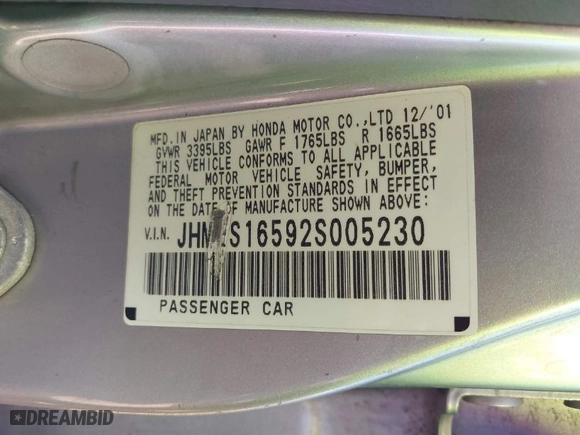 MFD.IN JAPAN BY HONDA MOTOR CO.,LTD 12/'01
GVWR 3395LBS GAWR F 1765LBS R 1665LBS
THIS VEHICLE CONFORMS TO ALL APPLICABLE
FEDERAL MOTOR VEHICLE SAFETY, BUMPER,
AND THEFT PREVENTION STANDARDS IN EFFECT
ON THE DATE OF MANUFACTURE SHOWN ABOVE:
V.I.N.
PASSENGER CAR
DREAMBID